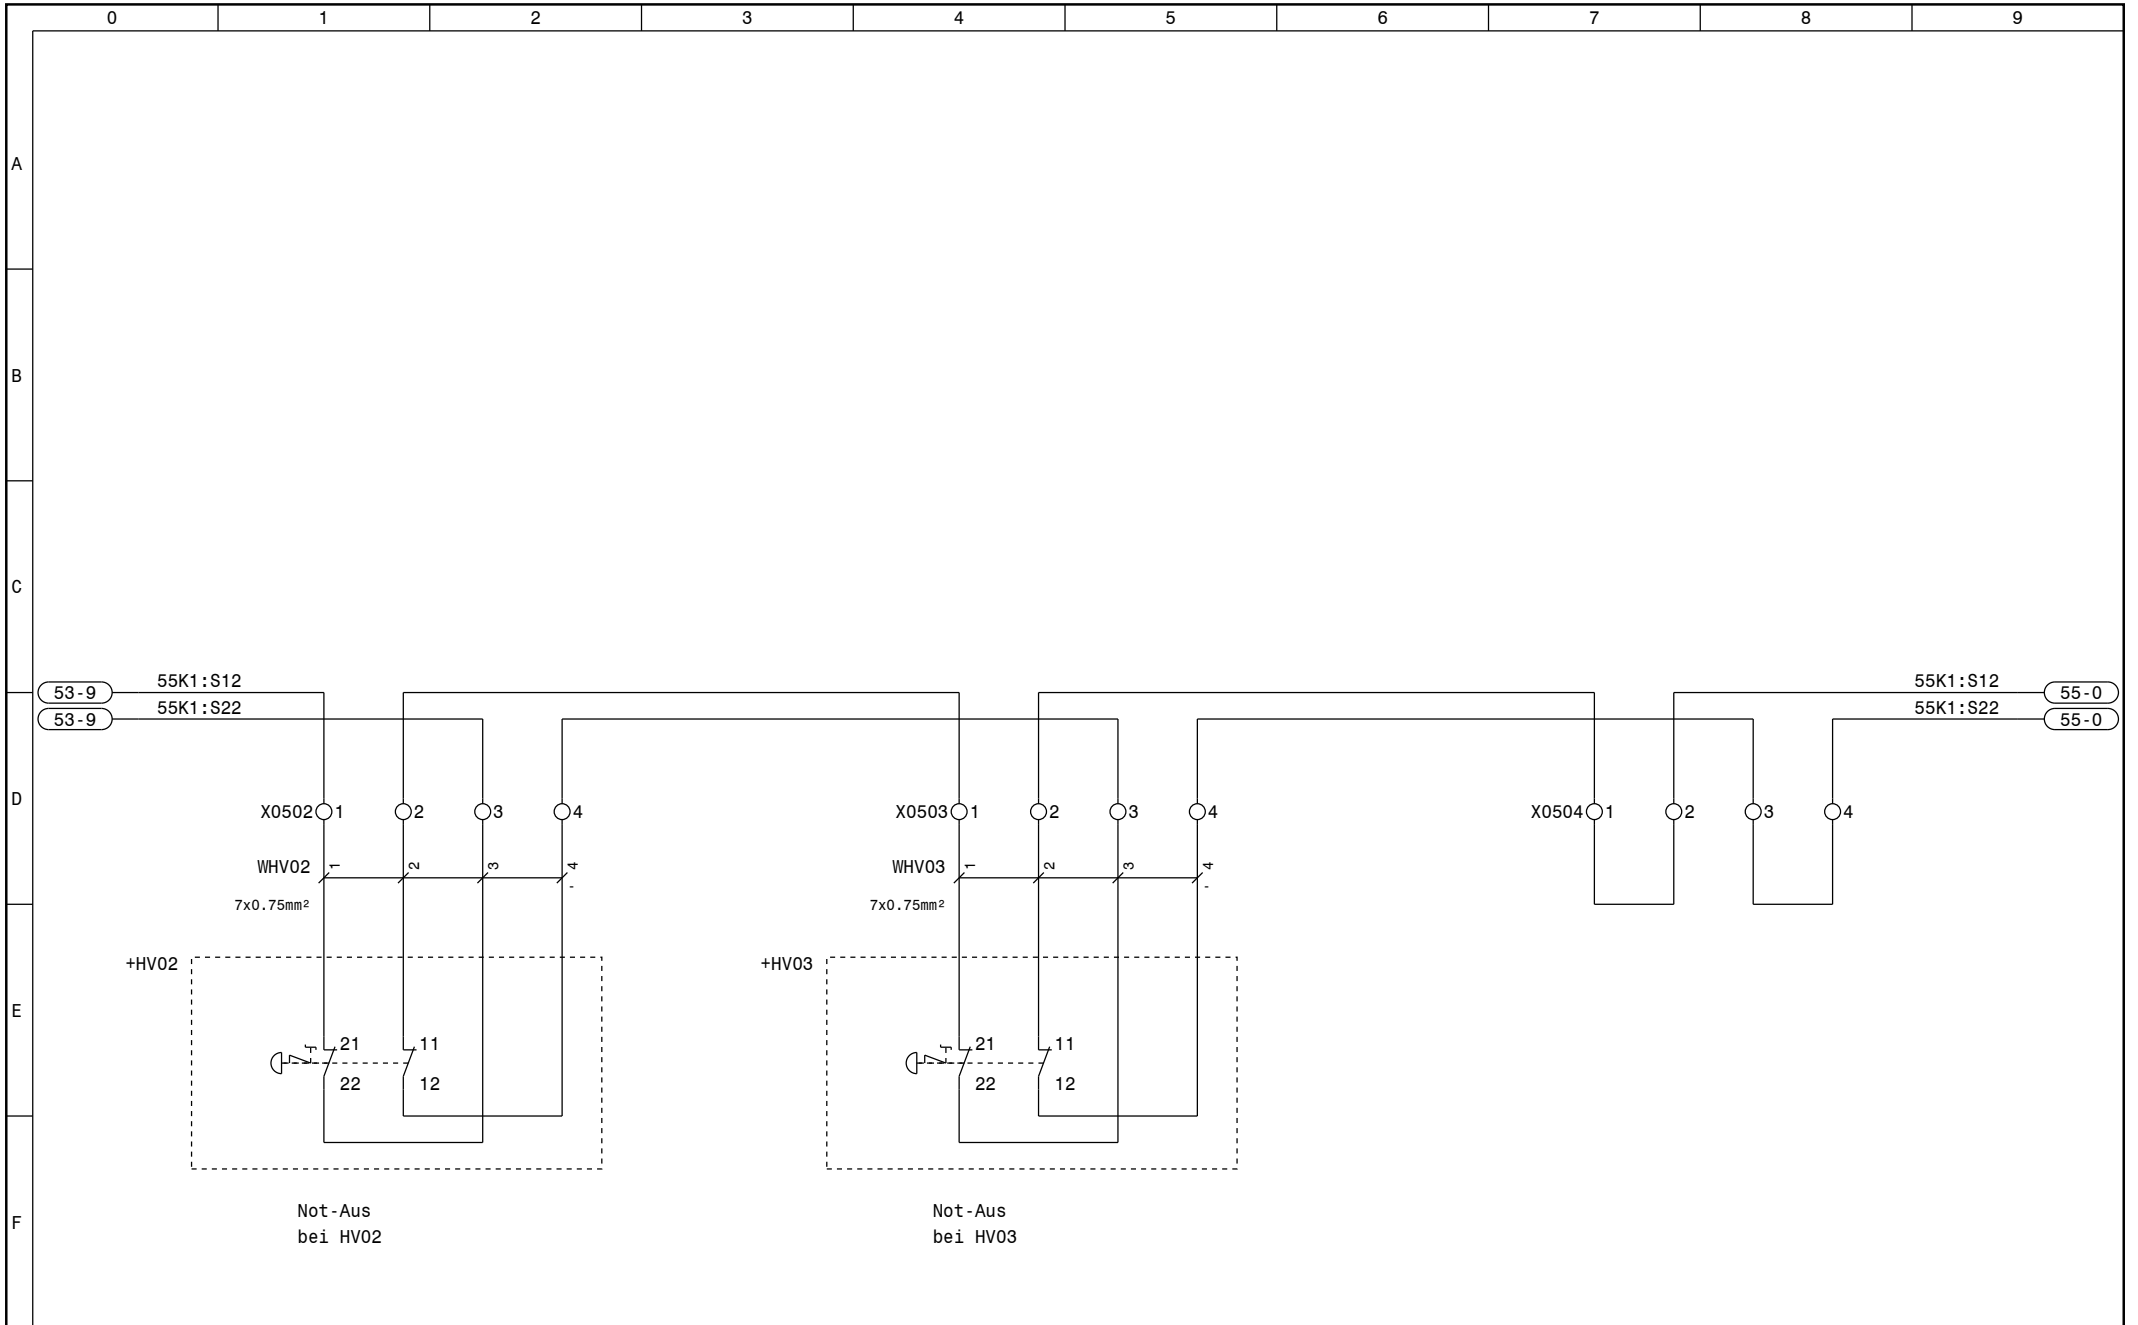 0 1 2 3 4 5 6 7 8 9
A
B
C
53-9 55K1:S12 55K1:S12 55-0
53-9 55K1:S22 55K1:S22 55-0
D
X0502 1 2 3 4 X0503 1 2 3 4 X0504 1 2 3 4
WHV02 1 2 3 4 WHV03 1 2 3 4
- -
7x0.75mm² 7x0.75mm²
+HV02 +HV03
E
21 11 21 11
22 12 22 12
Not-Aus Not-Aus
F
bei HV02 bei HV03